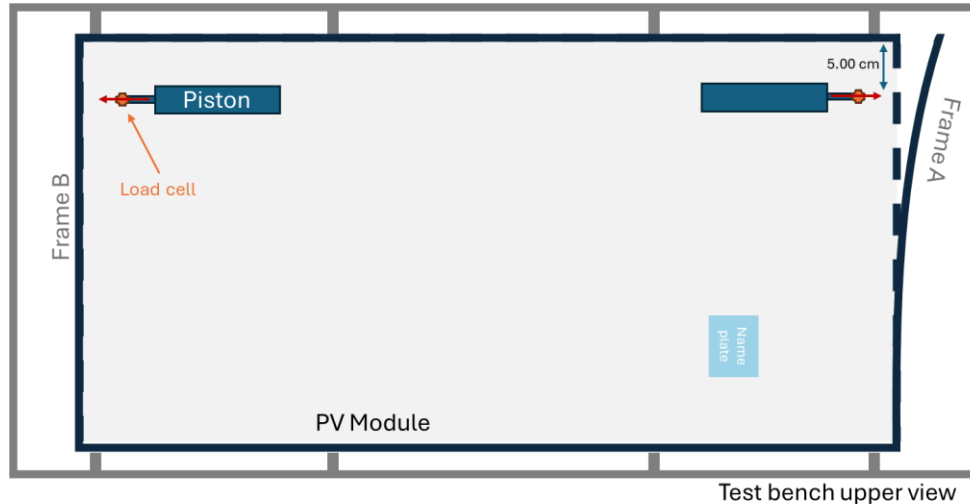 5.00 cm
Piston
Load cell
Frame A
Frame B
Name
plate
PV Module
Test bench upper view